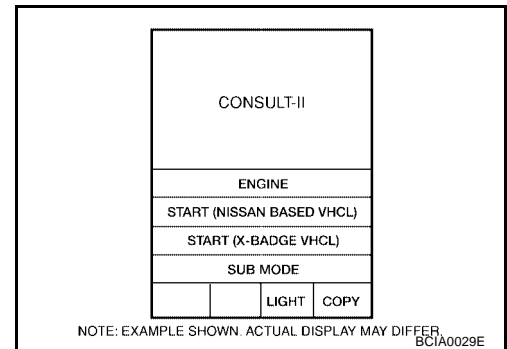 CONSULT-II
ENGINE
START (NISSAN BASED VHCL)
START (X-BADGE VHCL)
SUB MODE
LIGHT COPY
NOTE: EXAMPLE SHOWN. ACTUAL DISPLAY MAY DIFFER.
BCIA0029E